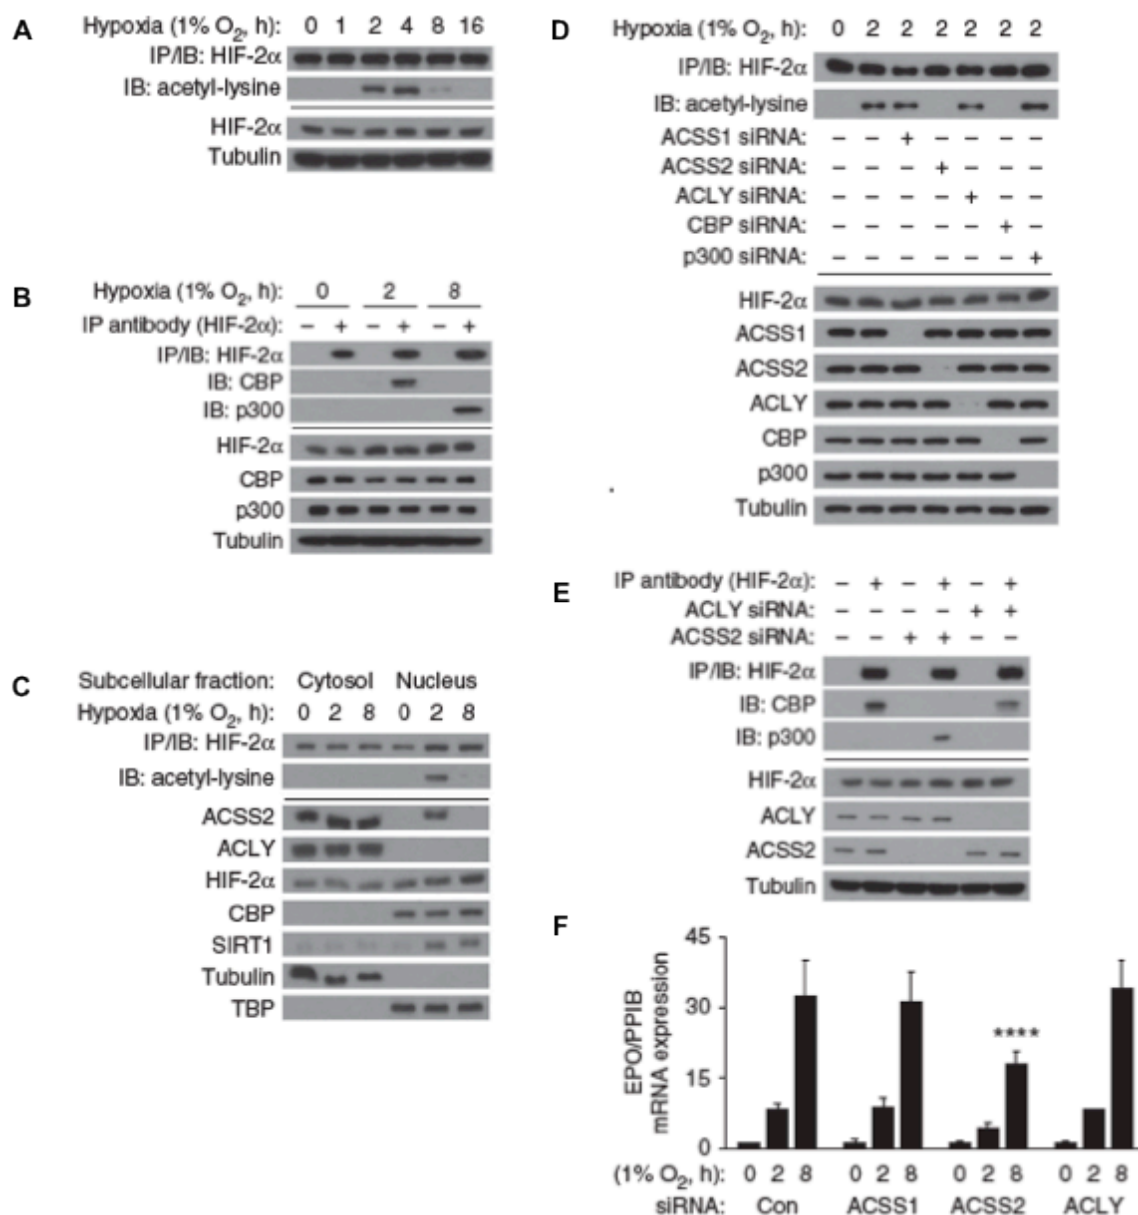 A
Hypoxia (1% O2, h): 0 1 2 4 8 16
IP/IB: HIF-2α
IB: acetyl-lysine
HIF-2α
Tubulin
B
Hypoxia (1% O2, h): 0 2 8
IP antibody (HIF-2α): – + – + – +
IP/IB: HIF-2α
IB: CBP
IB: p300
HIF-2α
CBP
p300
Tubulin
C
Subcellular fraction: Cytosol Nucleus
Hypoxia (1% O2, h): 0 2 8 0 2 8
IP/IB: HIF-2α
IB: acetyl-lysine
ACSS2
ACLY
HIF-2α
CBP
SIRT1
Tubulin
TBP
D
Hypoxia (1% O2, h): 0 2 2 2 2 2 2
IP/IB: HIF-2α
IB: acetyl-lysine
ACSS1 siRNA: – – + – – – –
ACSS2 siRNA: – – – + – – –
ACLY siRNA: – – – – + – –
CBP siRNA: – – – – – + –
p300 siRNA: – – – – – – +
HIF-2α
ACSS1
ACSS2
ACLY
CBP
p300
Tubulin
E
IP antibody (HIF-2α): – + – + – +
ACLY siRNA: – – – – + +
ACSS2 siRNA: – – + + – –
IP/IB: HIF-2α
IB: CBP
IB: p300
HIF-2α
ACLY
ACSS2
Tubulin
F
EPO/PPIB
mRNA expression
45
30
15
0
****
(1% O2, h): 0 2 8 0 2 8 0 2 8 0 2 8
siRNA: Con ACSS1 ACSS2 ACLY